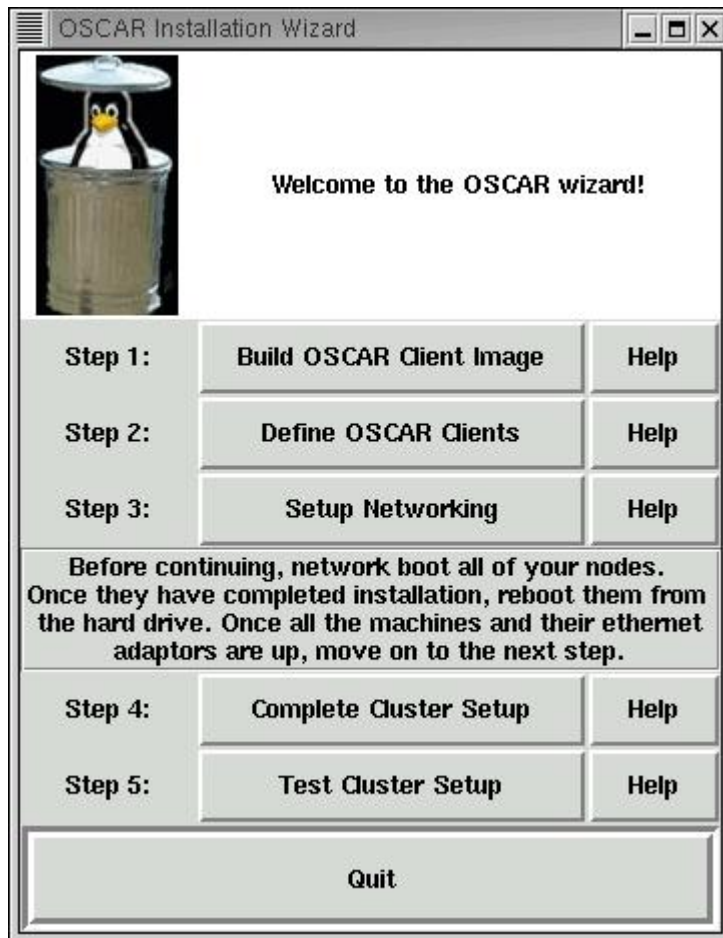 OSCAR Installation Wizard
Welcome to the OSCAR wizard!
Step 1: Build OSCAR Client Image Help
Step 2: Define OSCAR Clients Help
Step 3: Setup Networking Help
Before continuing, network boot all of your nodes.
Once they have completed installation, reboot them from
the hard drive. Once all the machines and their ethernet
adaptors are up, move on to the next step.
Step 4: Complete Cluster Setup Help
Step 5: Test Cluster Setup Help
Quit